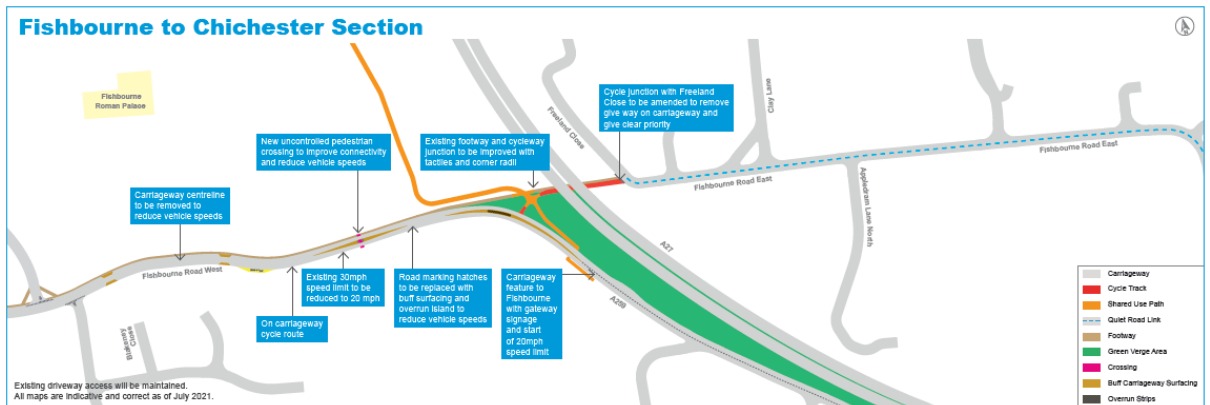 Fishbourne to Chichester Section
Fishbourne
Roman Palace
Cycle junction with Freeland
Close to be amended to remove
give way on carriageway and
give clear priority
New uncontrolled pedestrian
crossing to improve connectivity
and reduce vehicle speeds
Existing footway and cycleway
junction to be improved with
tactiles and corner radii
Carriageway centreline
to be removed to
reduce vehicle speeds
Freeland Close
Clay Lane
Fishbourne Road East
Fishbourne Road East
Appledram Lane North
Fishbourne Road West
A27
A259
Existing 30mph
speed limit to be
reduced to 20 mph
Road marking hatches
to be replaced with
buff surfacing and
overrun island to
reduce vehicle speeds
Carriageway
feature to
Fishbourne
with gateway
signage
and start
of 20mph
speed limit
On carriageway
cycle route
Blakeney
Close
Existing driveway access will be maintained.
All maps are indicative and correct as of July 2021.
Carriageway
Cycle Track
Shared Use Path
Quiet Road Link
Footway
Green Verge Area
Crossing
Buff Carriageway Surfacing
Overrun Strips